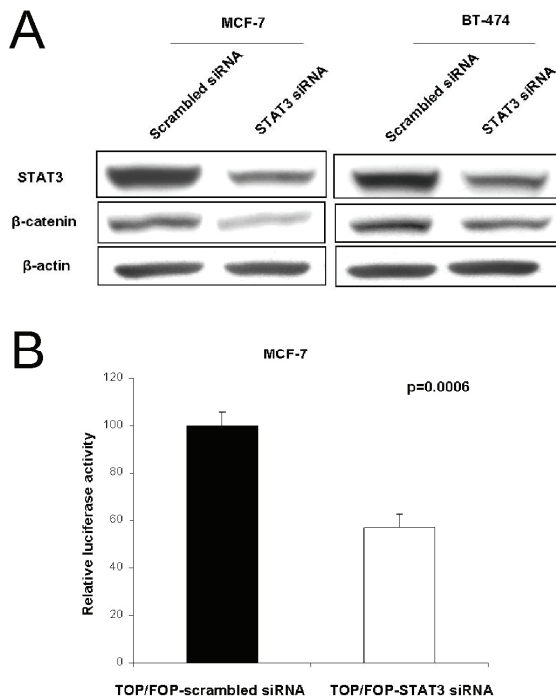 A
MCF-7
BT-474
Scrambled siRNA
STAT3 siRNA
Scrambled siRNA
STAT3 siRNA
STAT3
β-catenin
β-actin
B
MCF-7
p=0.0006
Relative luciferase activity
120
100
80
60
40
20
0
TOP/FOP-scrambled siRNA
TOP/FOP-STAT3 siRNA